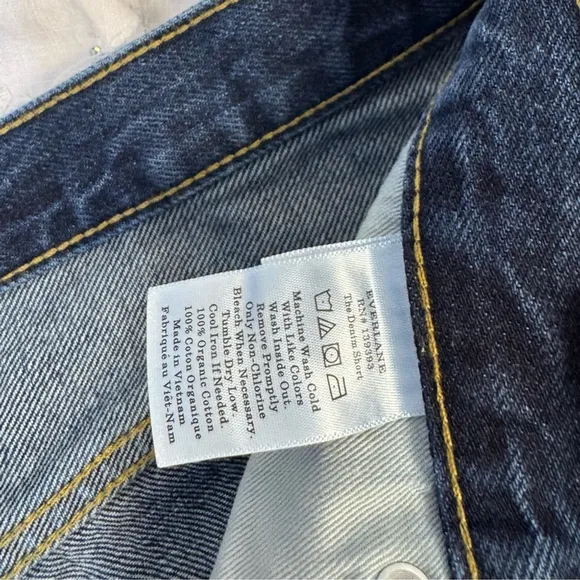 EVERLANE
RN# 139393
The Denim Short
Machine Wash Cold
With Like Colors
Wash Inside Out.
Remove Promptly
Only Non-Chlorine
Bleach When Necessary.
Tumble Dry Low.
Cool Iron If Needed.
100% Organic Cotton
100% Coton Organique
Made in Vietnam
Fabriqué au Viêt-Nam